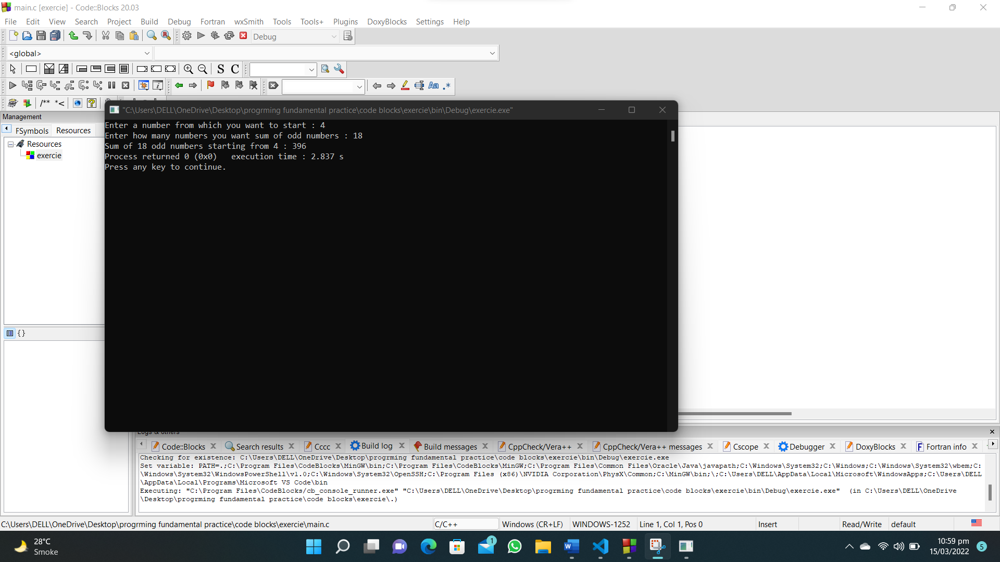 main.c [exercie] - Code::Blocks 20.03
File Edit View Search Project Build Debug Fortran wxSmith Tools Tools+ Plugins DoxyBlocks Settings Help
Debug
<global>
S C
Aa .*
/** *<
Management
FSymbols Resources
Resources
exercie
{}
"C:\Users\DELL\OneDrive\Desktop\progrming fundamental practice\code blocks\exercie\bin\Debug\exercie.exe"
Enter a number from which you want to start : 4
Enter how many numbers you want sum of odd numbers : 18
Sum of 18 odd numbers starting from 4 : 396
Process returned 0 (0x0)   execution time : 2.837 s
Press any key to continue.
Logs & others
Code::Blocks Search results Cccc Build log Build messages CppCheck/Vera++ CppCheck/Vera++ messages Cscope Debugger DoxyBlocks Fortran info
Checking for existence: C:\Users\DELL\OneDrive\Desktop\progrming fundamental practice\code blocks\exercie\bin\Debug\exercie.exe
Set variable: PATH=.;C:\Program Files\CodeBlocks\MinGW\bin;C:\Program Files\CodeBlocks\MinGW;C:\Program Files\Common Files\Oracle\Java\javapath;C:\Windows\System32;C:\Windows;C:\Windows\System32\wbem;C:
\Windows\System32\WindowsPowerShell\v1.0;C:\Windows\System32\OpenSSH;C:\Program Files (x86)\NVIDIA Corporation\PhysX\Common;C:\MinGW\bin;\;C:\Users\DELL\AppData\Local\Microsoft\WindowsApps;C:\Users\DELL
\AppData\Local\Programs\Microsoft VS Code\bin
Executing: "C:\Program Files\CodeBlocks/cb_console_runner.exe" "C:\Users\DELL\OneDrive\Desktop\progrming fundamental practice\code blocks\exercie\bin\Debug\exercie.exe"  (in C:\Users\DELL\OneDrive
\Desktop\progrming fundamental practice\code blocks\exercie\.)
C:\Users\DELL\OneDrive\Desktop\progrming fundamental practice\code blocks\exercie\main.c C/C++ Windows (CR+LF) WINDOWS-1252 Line 1, Col 1, Pos 0 Insert Read/Write default
28°C
Smoke
1
10:59 pm
15/03/2022
5